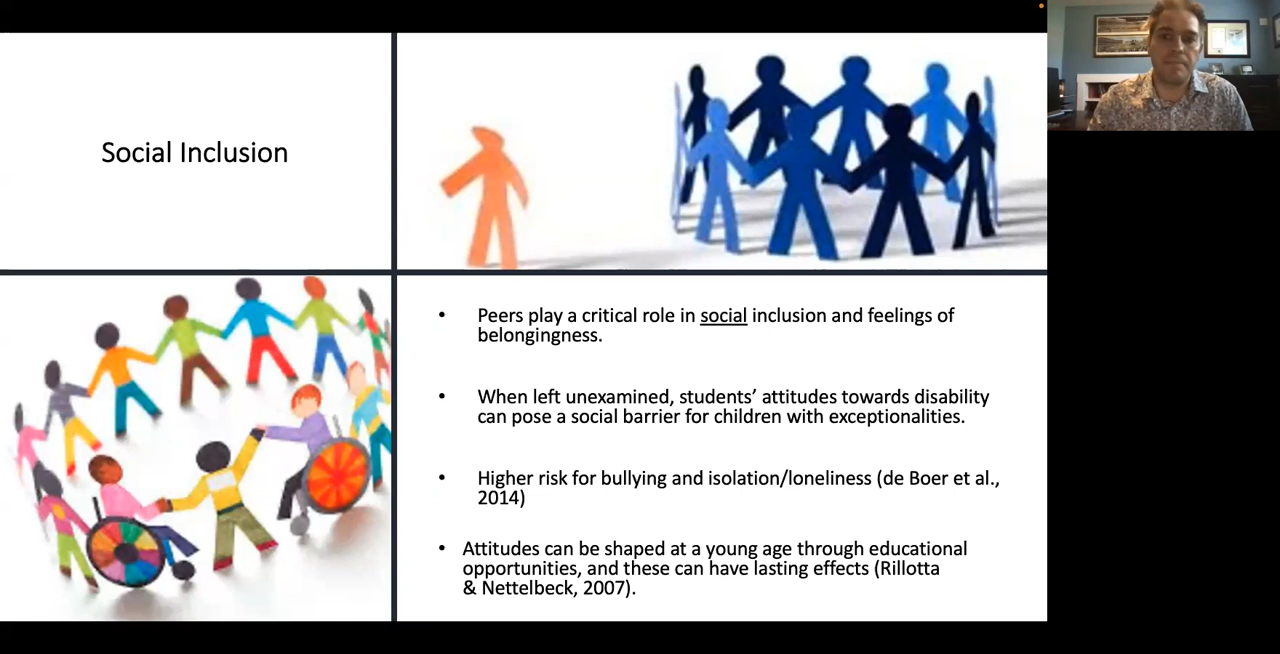 Social Inclusion
• Peers play a critical role in social inclusion and feelings of
belongingness.
• When left unexamined, students’ attitudes towards disability
can pose a social barrier for children with exceptionalities.
• Higher risk for bullying and isolation/loneliness (de Boer et al.,
2014)
• Attitudes can be shaped at a young age through educational
opportunities, and these can have lasting effects (Rillotta
& Nettelbeck, 2007).